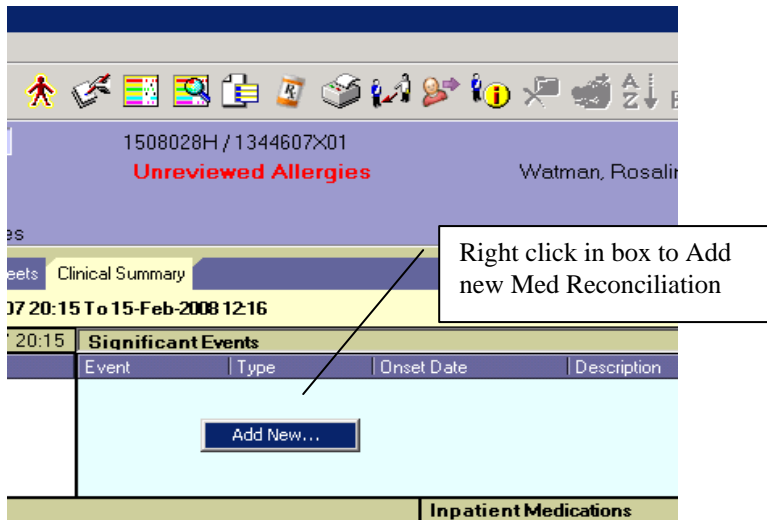 1508028H / 1344607X01
Unreviewed Allergies
Watman, Rosalin
es
eets Clinical Summary
07 20:15 To 15-Feb-2008 12:16
20:15 Significant Events
Event Type Onset Date Description
Add New...
Right click in box to Add
new Med Reconciliation
Inpatient Medications